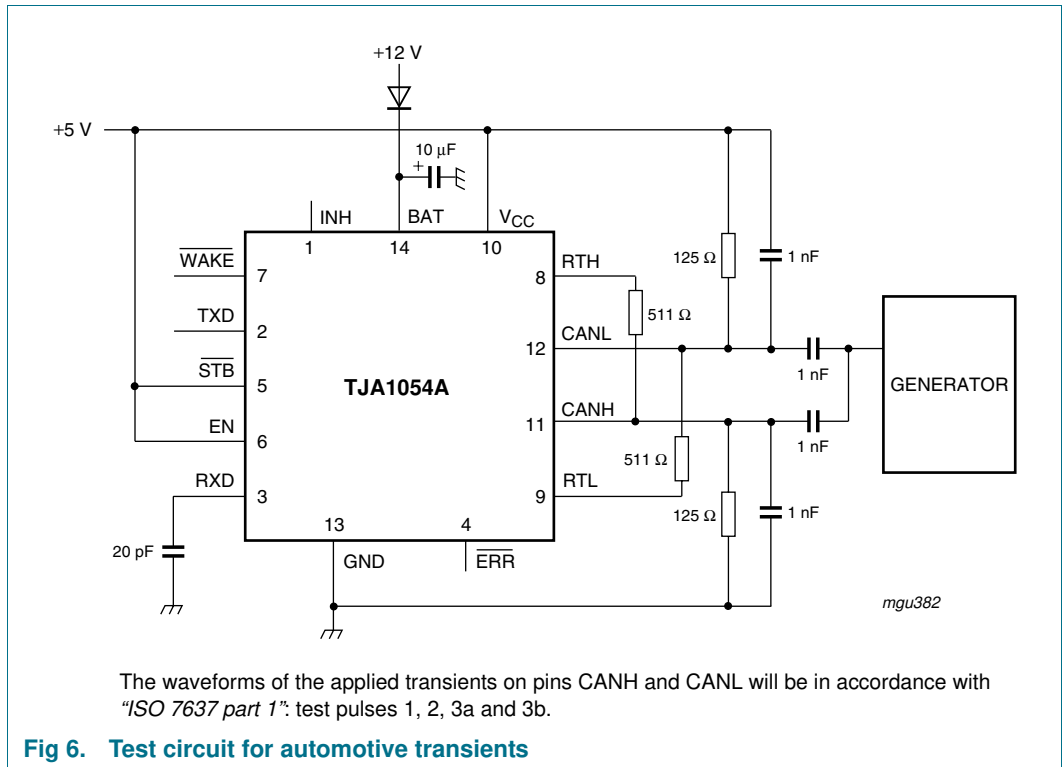 +12 V
+5 V
10 μF
+
INH
BAT
VCC
1
14
10
WAKE
7
TXD
2
STB
5
EN
6
RXD
3
20 pF
TJA1054A
8
RTH
12
CANL
11
CANH
9
RTL
13
4
GND
ERR
511 Ω
511 Ω
125 Ω
1 nF
1 nF
1 nF
125 Ω
1 nF
GENERATOR
mgu382
The waveforms of the applied transients on pins CANH and CANL will be in accordance with
“ISO 7637 part 1”: test pulses 1, 2, 3a and 3b.
Fig 6. Test circuit for automotive transients